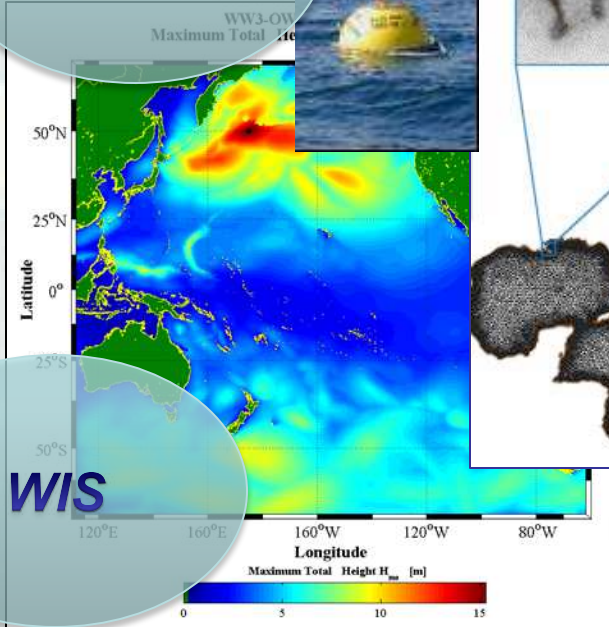 WW3-OW
Maximum Total He
50°N
25°N
0°
25°S
50°S
Latitude
WIS
120°E 160°E 160°W 120°W 80°W
Longitude
Maximum Total Height H [m]
0 5 10 15